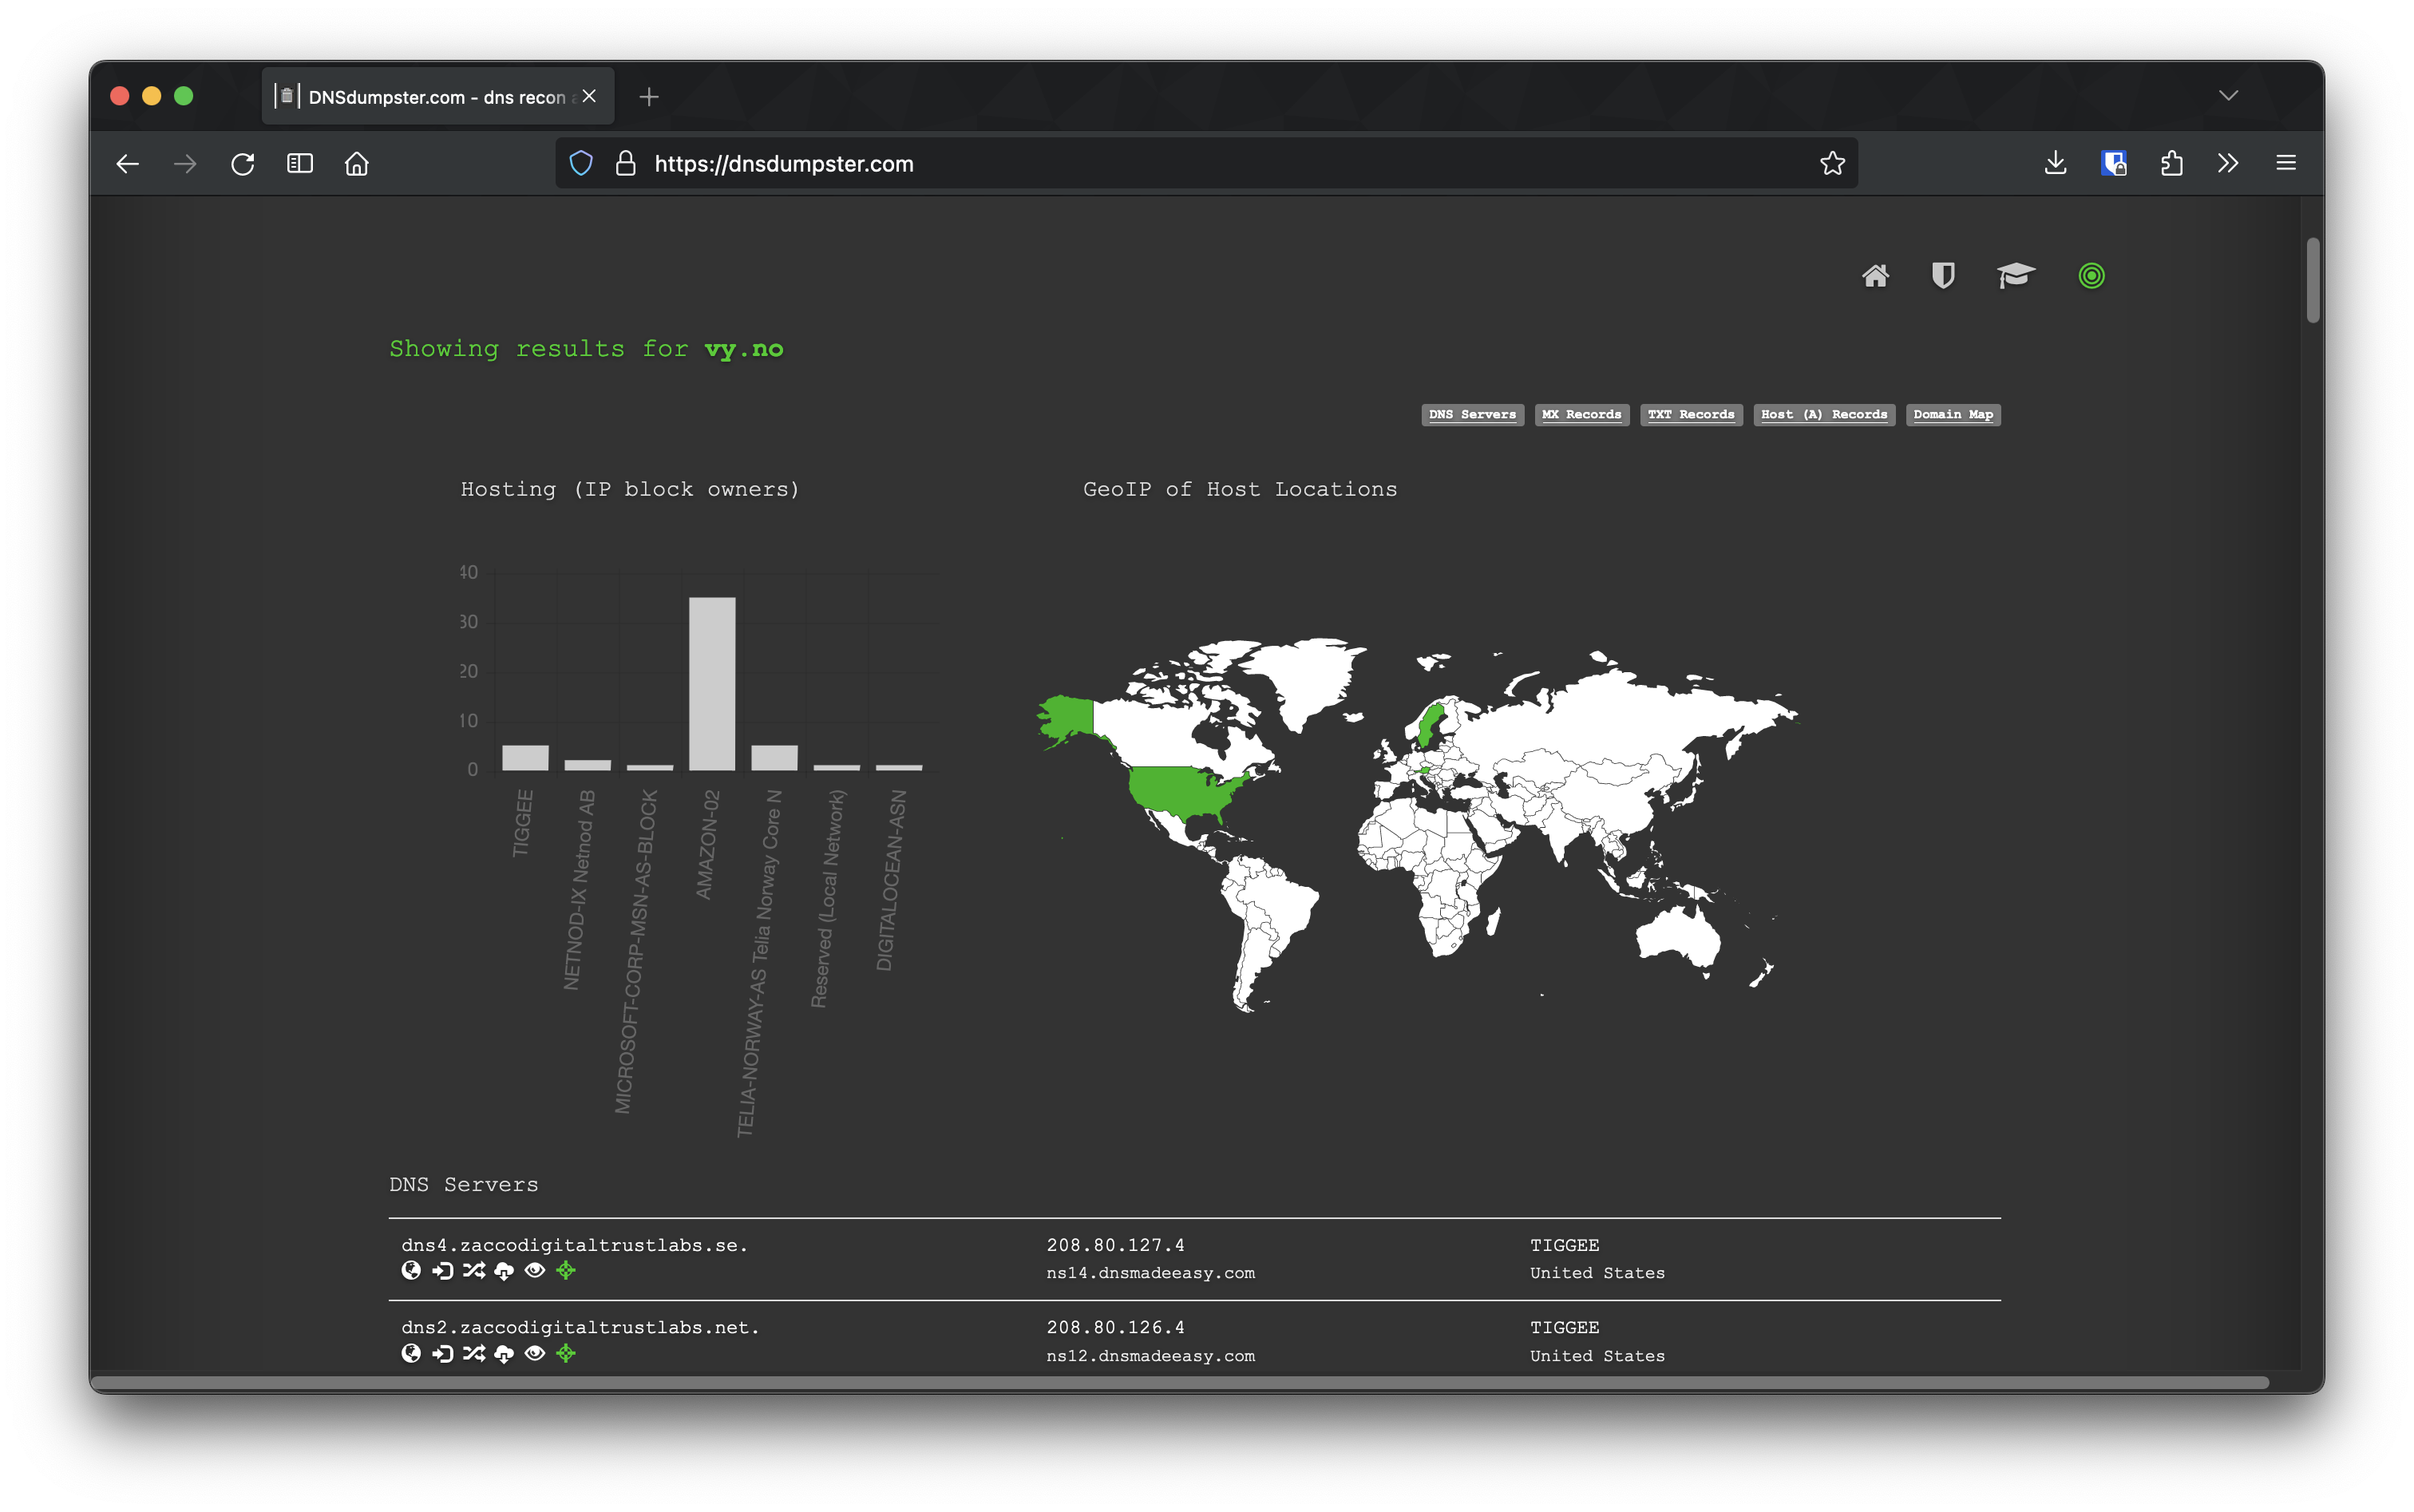 DNSdumpster.com - dns recon a
https://dnsdumpster.com
Showing results for vy.no
DNS Servers MX Records TXT Records Host (A) Records Domain Map
Hosting (IP block owners)
GeoIP of Host Locations
40
30
20
10
0
TIGGEE
NETNOD-IX Netnod AB
MICROSOFT-CORP-MSN-AS-BLOCK
AMAZON-02
TELIA-NORWAY-AS Telia Norway Core N
Reserved (Local Network)
DIGITALOCEAN-ASN
DNS Servers
dns4.zaccodigitaltrustlabs.se. 208.80.127.4 TIGGEE
ns14.dnsmadeeasy.com United States
dns2.zaccodigitaltrustlabs.net. 208.80.126.4 TIGGEE
ns12.dnsmadeeasy.com United States